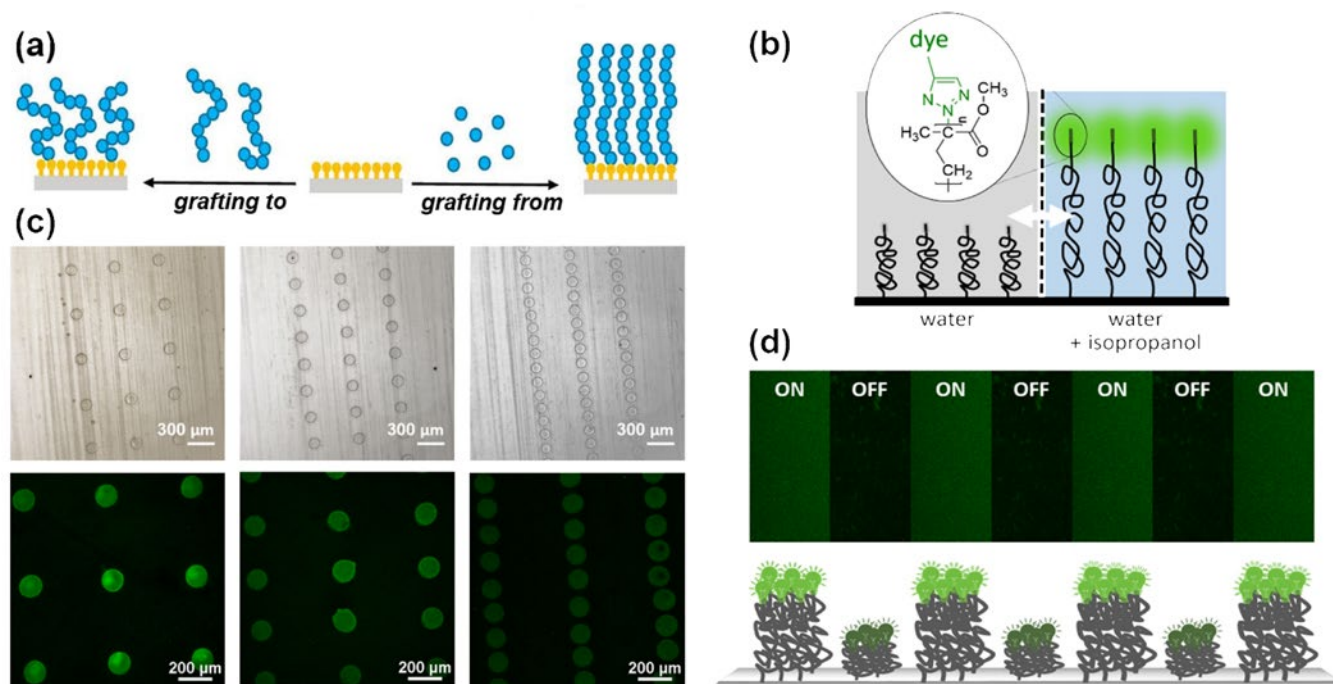 (a)
grafting to
grafting from
(b)
dye
N
N
N
CH₃
O
n
H₃C
O
CH₂
water
water
+ isopropanol
(c)
300 µm
300 µm
300 µm
200 µm
200 µm
200 µm
(d)
ON OFF ON OFF ON OFF ON